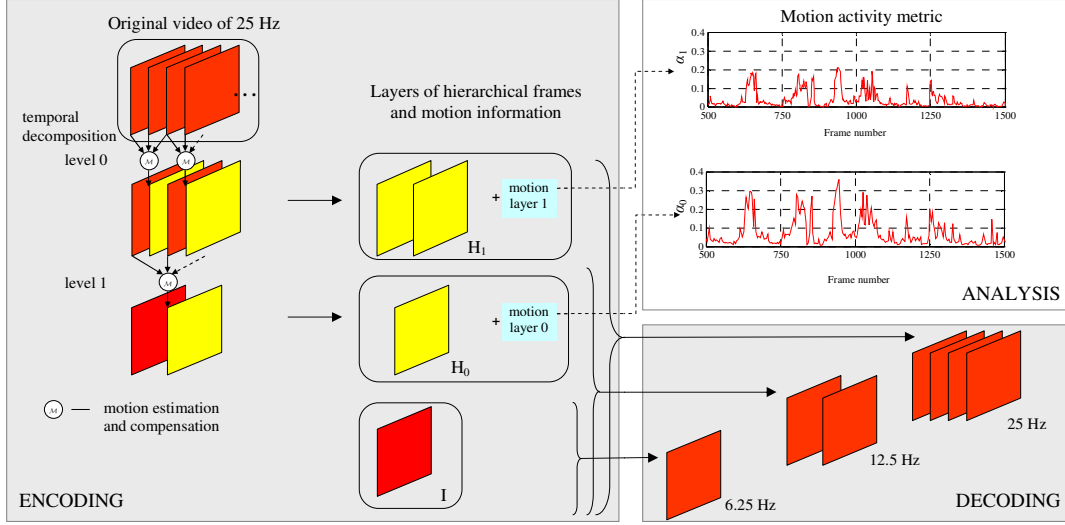 Original video of 25 Hz
...
temporal
decomposition
level 0
M
M
level 1
M
M
motion estimation
and compensation
ENCODING
Layers of hierarchical frames
and motion information
+
motion
layer 1
H1
+
motion
layer 0
H0
I
Motion activity metric
α1
0.4
0.3
0.2
0.1
0
500
750
1000
1250
1500
Frame number
α0
0.4
0.3
0.2
0.1
0
500
750
1000
1250
1500
Frame number
ANALYSIS
25 Hz
12.5 Hz
6.25 Hz
DECODING